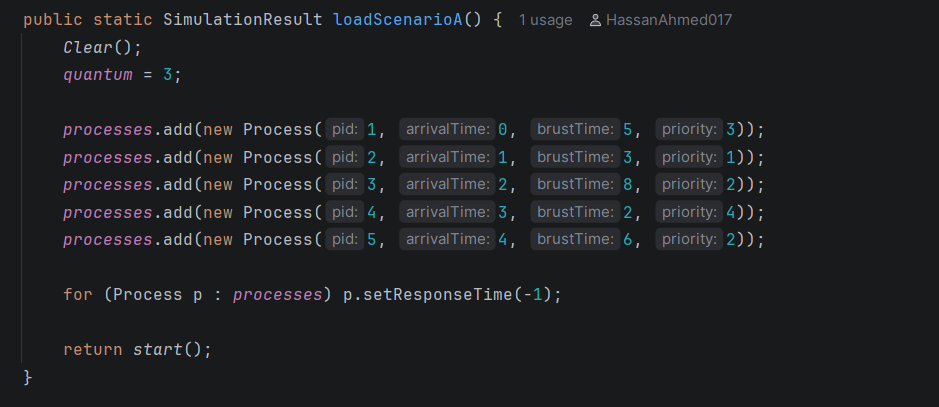 public static SimulationResult loadScenarioA() {  1 usage  HassanAhmed017
    Clear();
    quantum = 3;

    processes.add(new Process( pid: 1,  arrivalTime: 0,  brustTime: 5,  priority: 3));
    processes.add(new Process( pid: 2,  arrivalTime: 1,  brustTime: 3,  priority: 1));
    processes.add(new Process( pid: 3,  arrivalTime: 2,  brustTime: 8,  priority: 2));
    processes.add(new Process( pid: 4,  arrivalTime: 3,  brustTime: 2,  priority: 4));
    processes.add(new Process( pid: 5,  arrivalTime: 4,  brustTime: 6,  priority: 2));

    for (Process p : processes) p.setResponseTime(-1);

    return start();
}